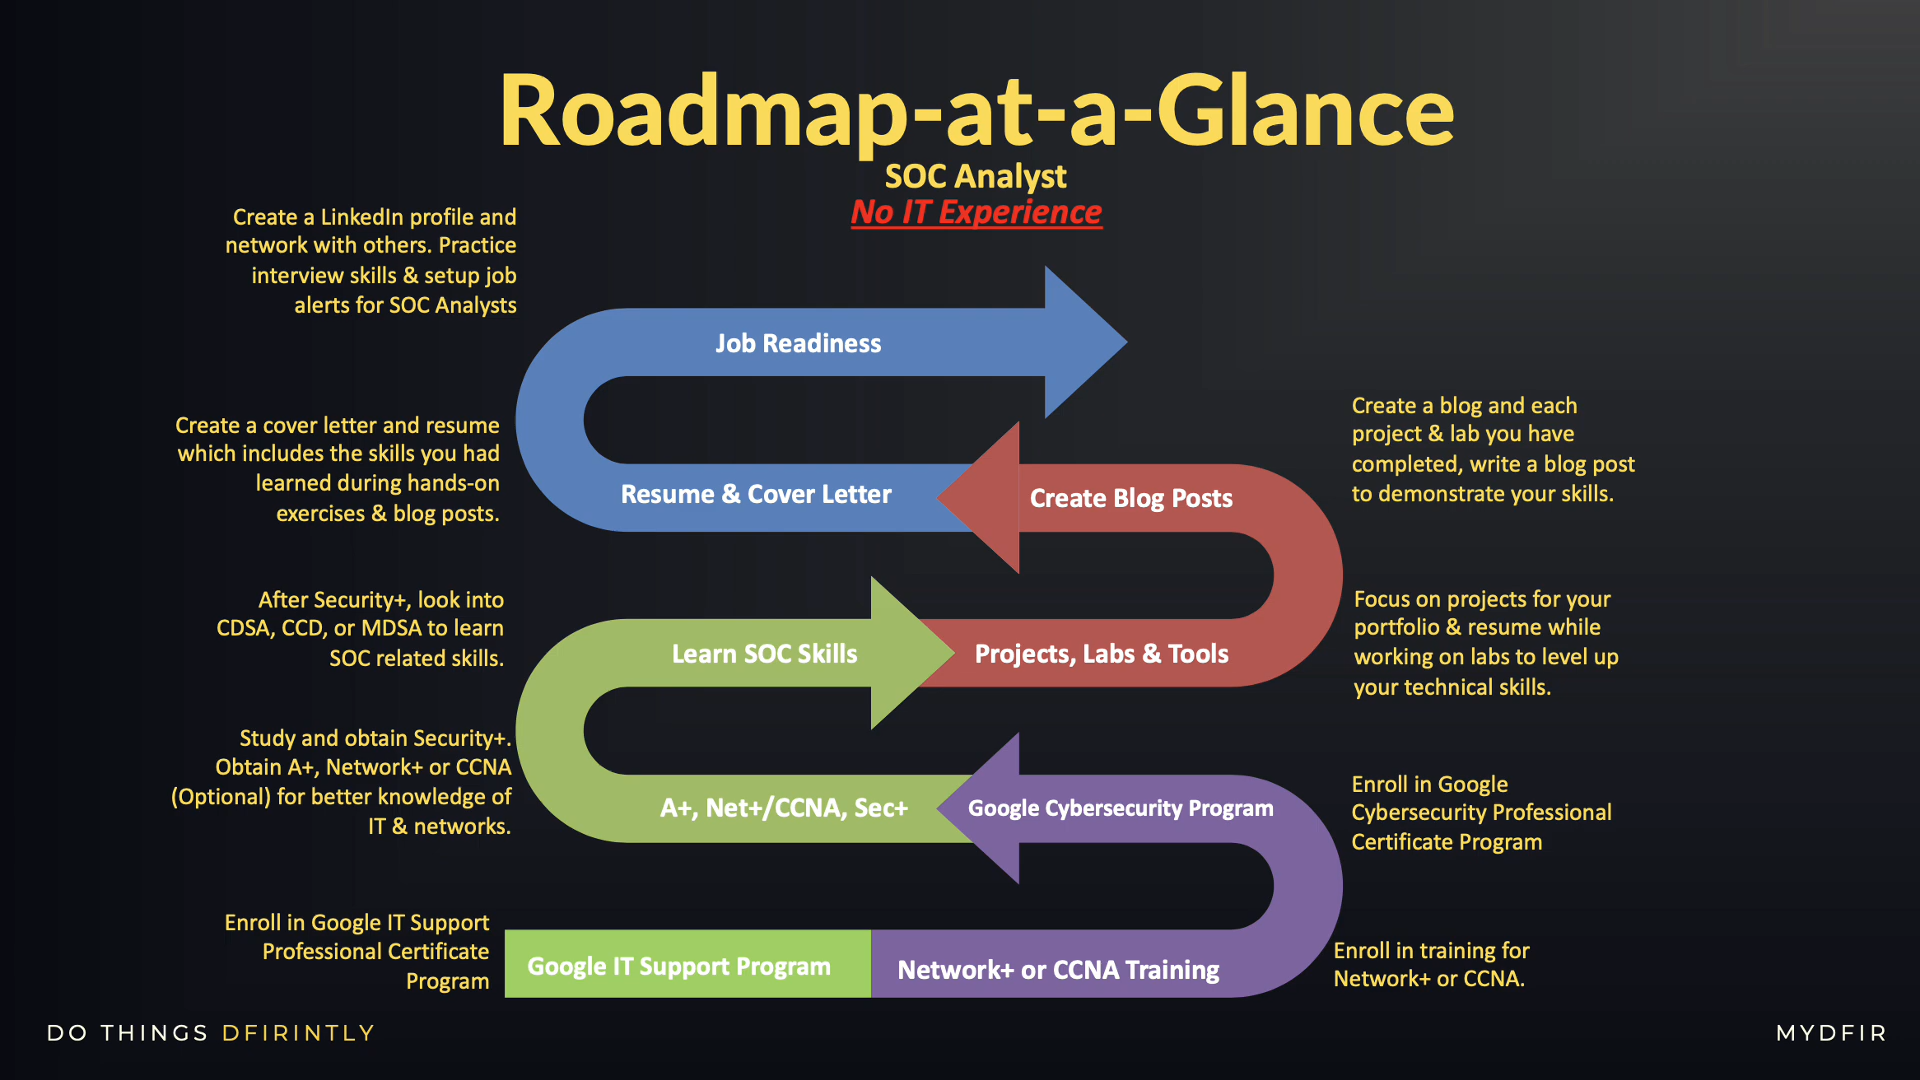 Roadmap-at-a-Glance
SOC Analyst
No IT Experience
Create a LinkedIn profile and
network with others. Practice
interview skills & setup job
alerts for SOC Analysts
Job Readiness
Create a cover letter and resume
which includes the skills you had
learned during hands-on
exercises & blog posts.
Resume & Cover Letter
Create Blog Posts
Create a blog and each
project & lab you have
completed, write a blog post
to demonstrate your skills.
After Security+, look into
CDSA, CCD, or MDSA to learn
SOC related skills.
Learn SOC Skills
Projects, Labs & Tools
Focus on projects for your
portfolio & resume while
working on labs to level up
your technical skills.
Study and obtain Security+.
Obtain A+, Network+ or CCNA
(Optional) for better knowledge of
IT & networks.
A+, Net+/CCNA, Sec+
Google Cybersecurity Program
Enroll in Google
Cybersecurity Professional
Certificate Program
Enroll in Google IT Support
Professional Certificate
Program
Google IT Support Program
Network+ or CCNA Training
Enroll in training for
Network+ or CCNA.
DO THINGS DFIRINTLY
MYDFIR